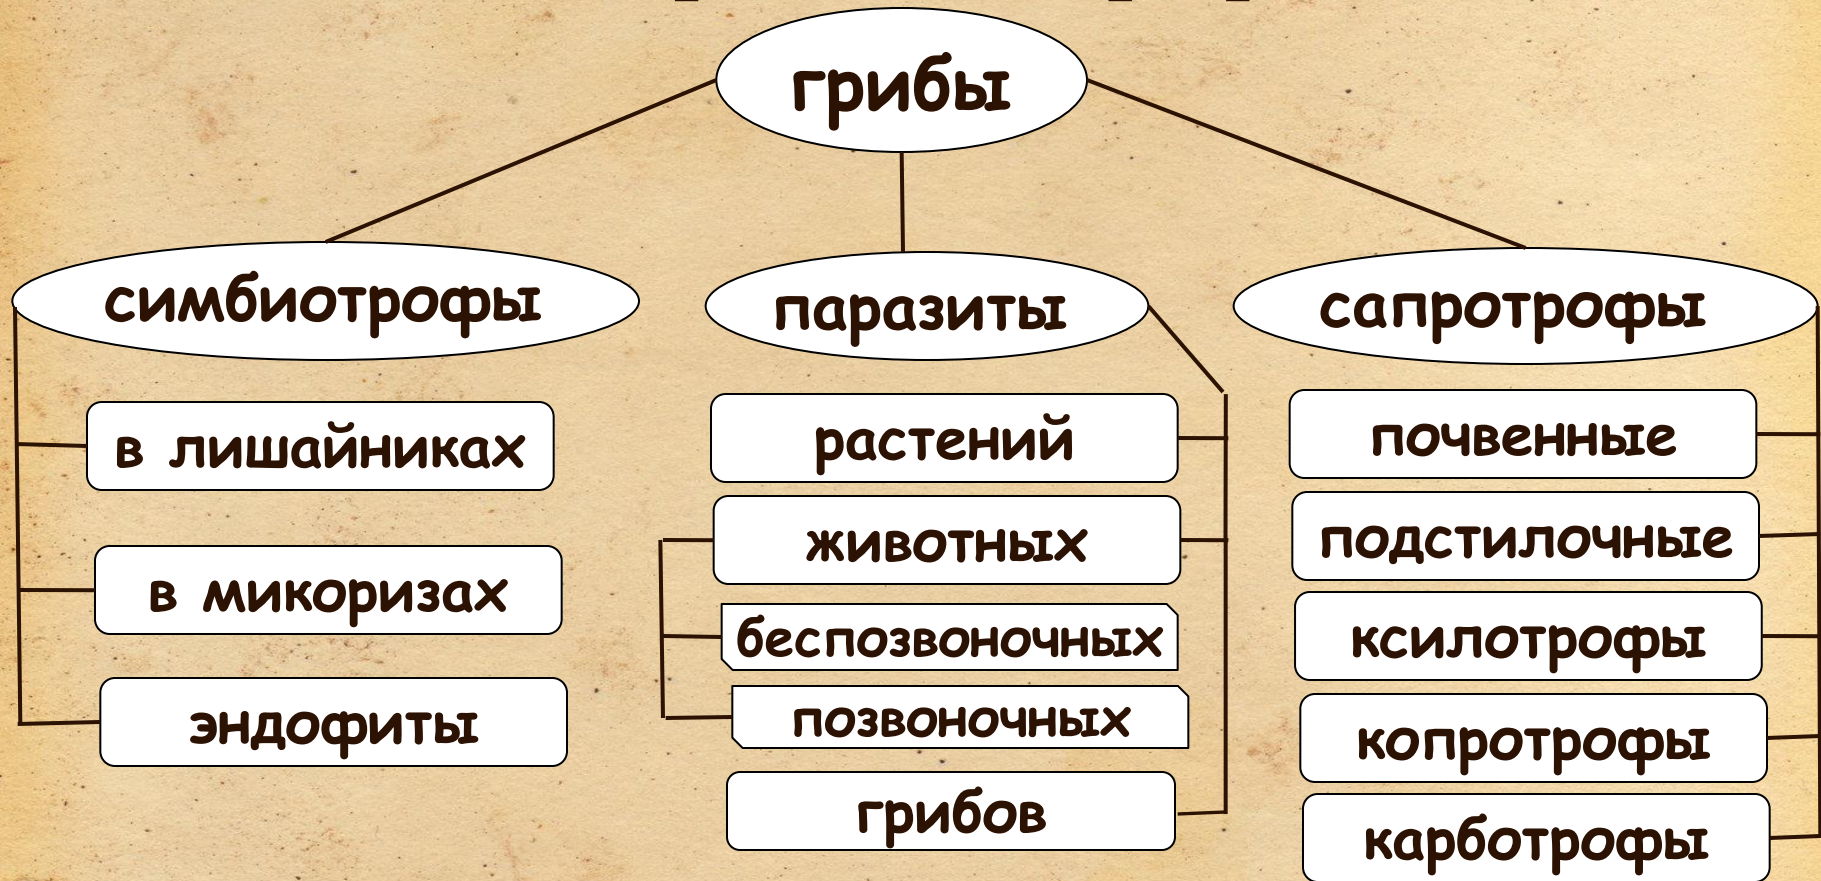 грибы
симбиотрофы
в лишайниках
в микоризах
эндофиты
паразиты
растений
животных
беспозвоночных
позвоночных
грибов
сапротрофы
почвенные
подстилочные
ксилотрофы
копротрофы
карботрофы